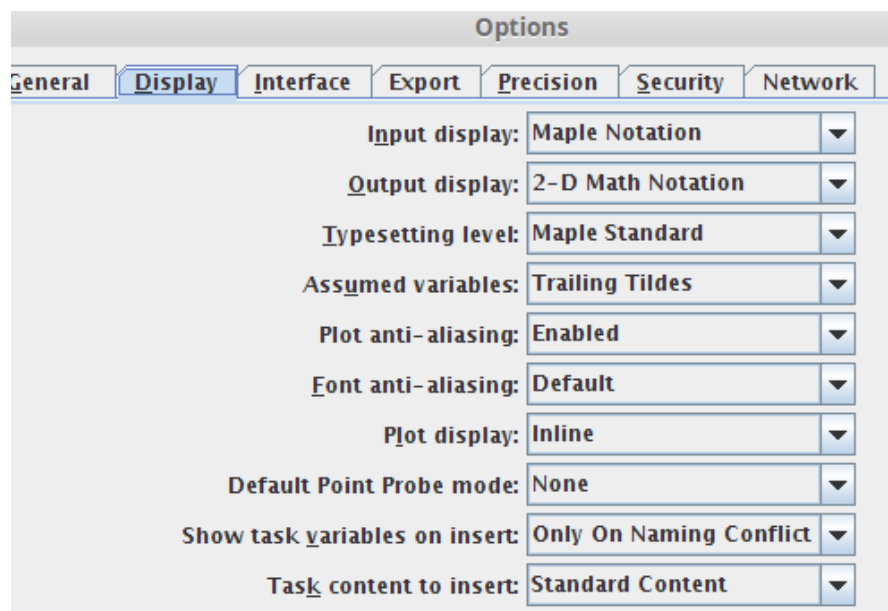 Options
General Display Interface Export Precision Security Network
Input display: Maple Notation
Output display: 2-D Math Notation
Typesetting level: Maple Standard
Assumed variables: Trailing Tildes
Plot anti-aliasing: Enabled
Font anti-aliasing: Default
Plot display: Inline
Default Point Probe mode: None
Show task variables on insert: Only On Naming Conflict
Task content to insert: Standard Content